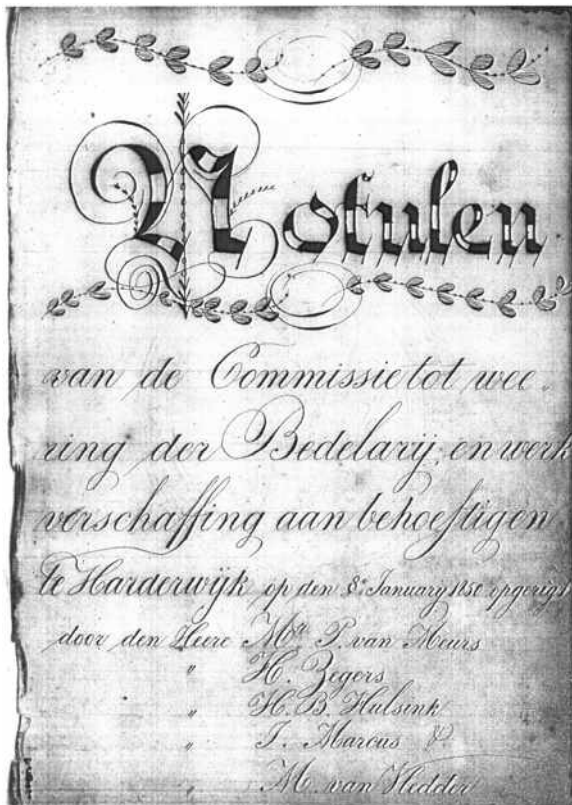 Notulen
van de Commissie tot wee-
ring der Bedelarij, en werk
verschaffing aan behoeftigen
te Harderwijk op den 8e January 1850 opgerigt
door den Heere Mr P. van Meurs
" H. Zegers
" H. B. Hulsink
" J. Marcus &
" M. van Vledder